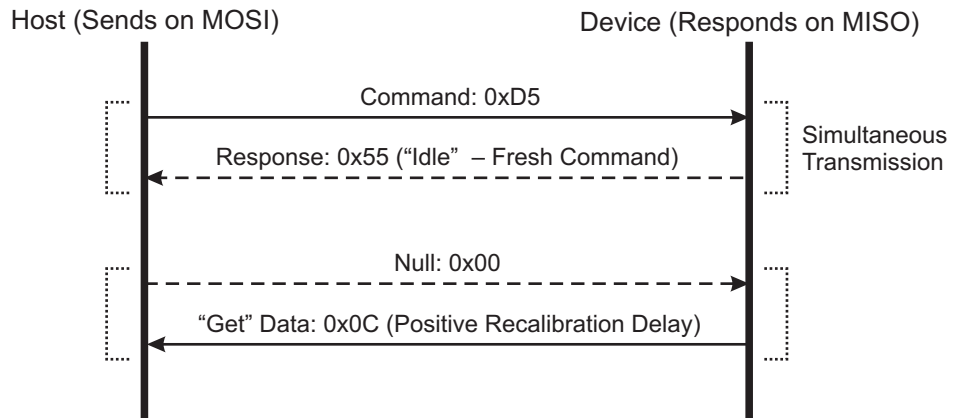 Host (Sends on MOSI)
Device (Responds on MISO)
Command: 0xD5
Response: 0x55 (“Idle” – Fresh Command)
Simultaneous
Transmission
Null: 0x00
“Get” Data: 0x0C (Positive Recalibration Delay)